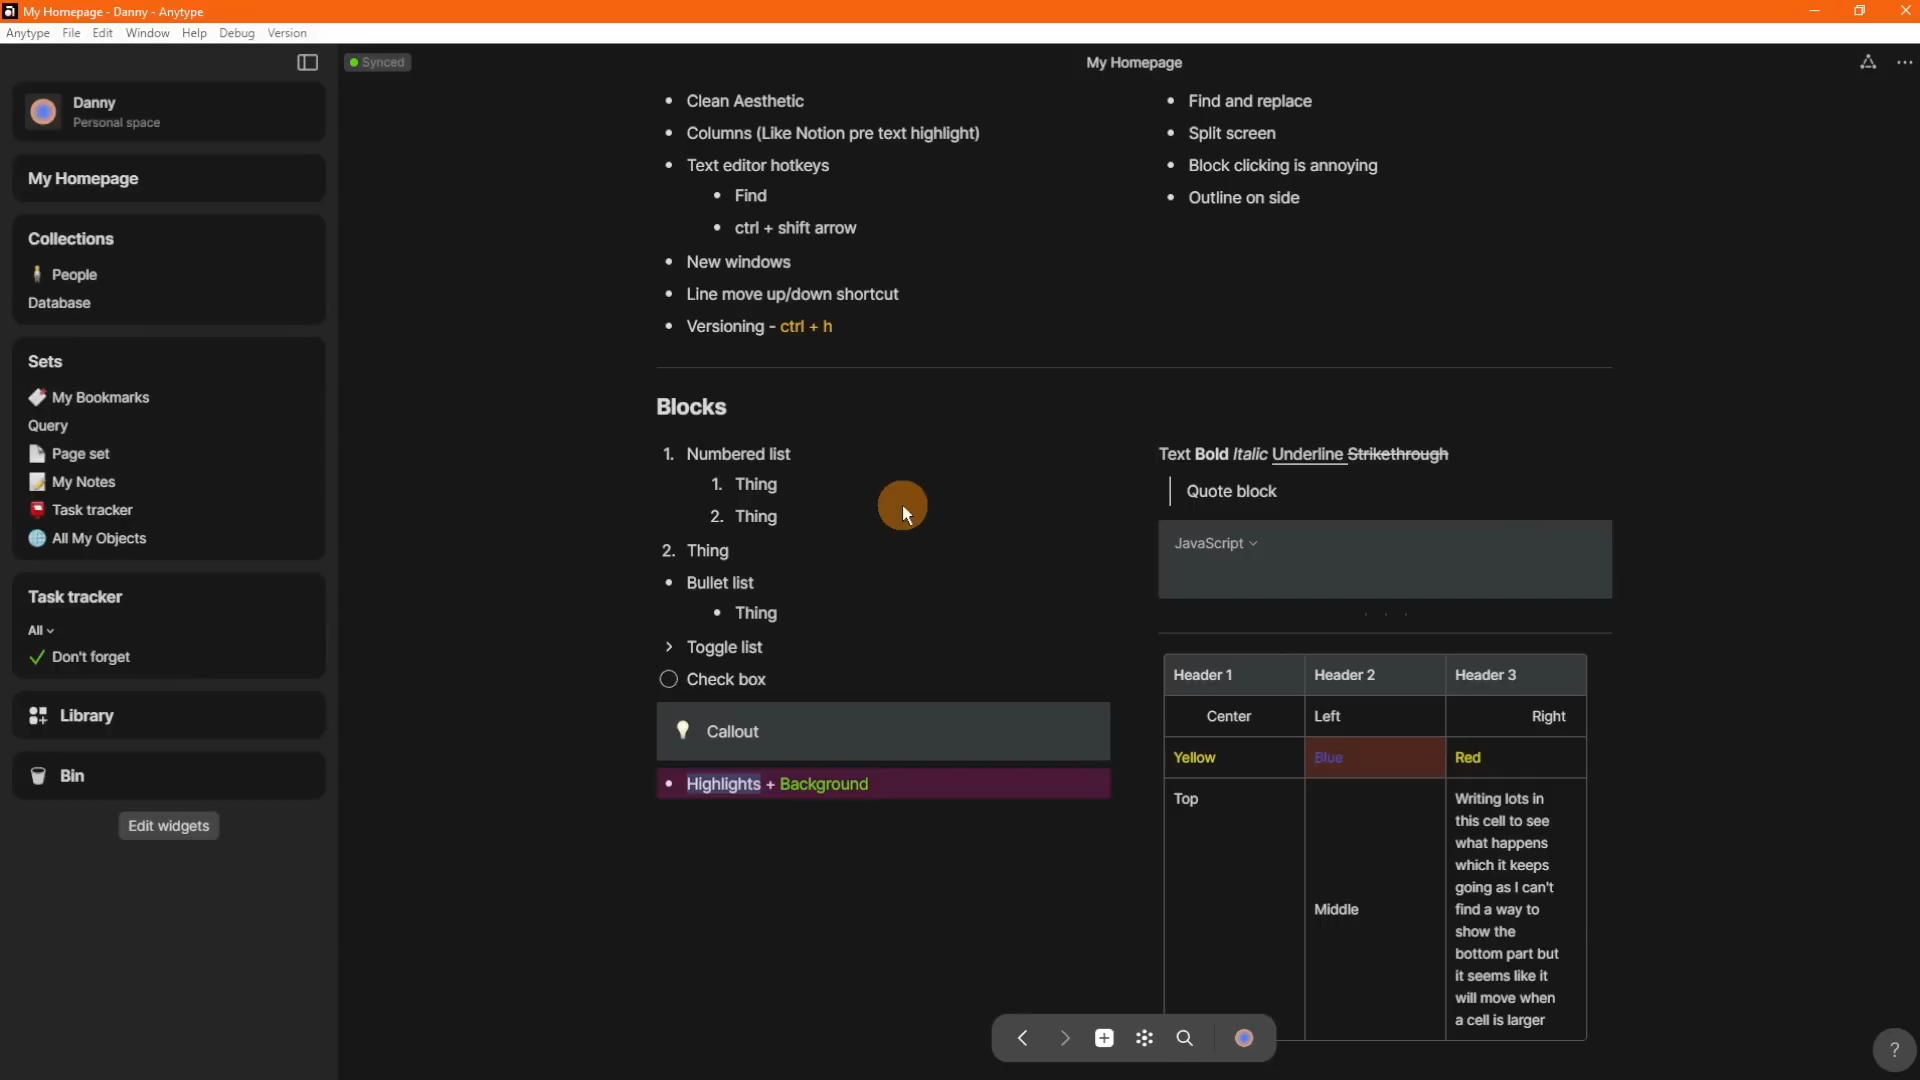 My Homepage - Danny - Anytype
Anytype File Edit Window Help Debug Version
Synced
My Homepage
Danny
Personal space
My Homepage
Collections
People
Database
Sets
My Bookmarks
Query
Page set
My Notes
Task tracker
All My Objects
Task tracker
All
Don't forget
Library
Bin
Edit widgets
• Clean Aesthetic
• Columns (Like Notion pre text highlight)
• Text editor hotkeys
• Find
• ctrl + shift arrow
• New windows
• Line move up/down shortcut
• Versioning - ctrl + h
• Find and replace
• Split screen
• Block clicking is annoying
• Outline on side
Blocks
1. Numbered list
1. Thing
2. Thing
2. Thing
• Bullet list
• Thing
Toggle list
Check box
Callout
• Highlights + Background
Text Bold Italic Underline Strikethrough
Quote block
JavaScript
Header 1 Header 2 Header 3
Center Left Right
Yellow Blue Red
Top
Middle
Writing lots in
this cell to see
what happens
which it keeps
going as I can't
find a way to
show the
bottom part but
it seems like it
will move when
a cell is larger
?